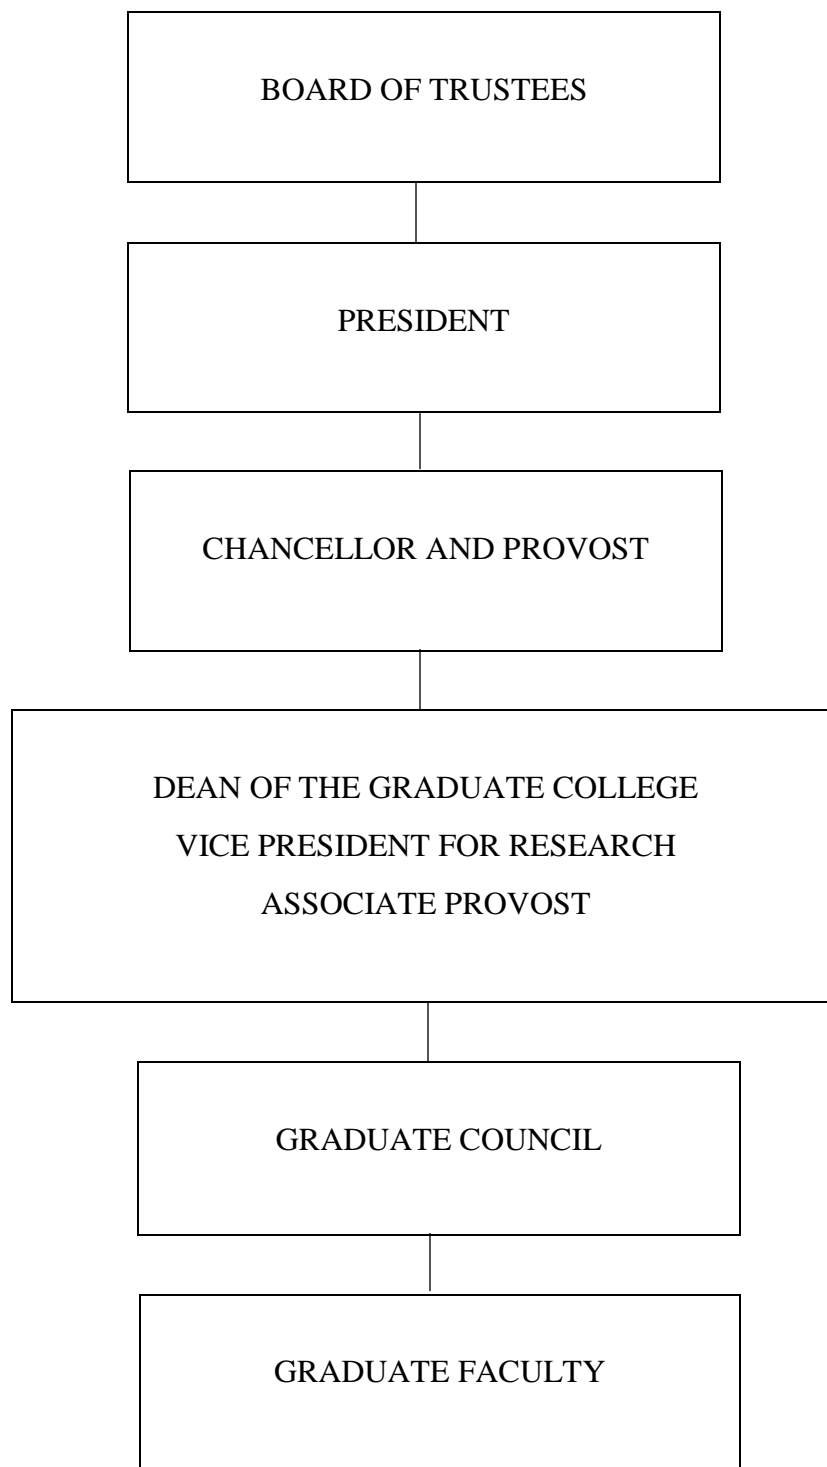 BOARD OF TRUSTEES
PRESIDENT
CHANCELLOR AND PROVOST
DEAN OF THE GRADUATE COLLEGE
VICE PRESIDENT FOR RESEARCH
ASSOCIATE PROVOST
GRADUATE COUNCIL
GRADUATE FACULTY